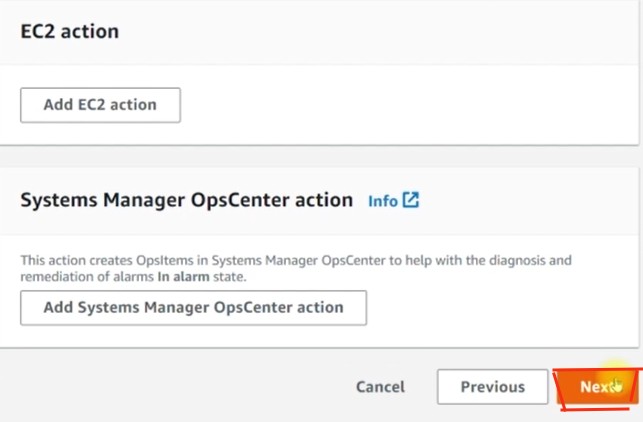 EC2 action
Add EC2 action
Systems Manager OpsCenter action Info
This action creates OpsItems in Systems Manager OpsCenter to help with the diagnosis and
remediation of alarms In alarm state.
Add Systems Manager OpsCenter action
Cancel Previous Next